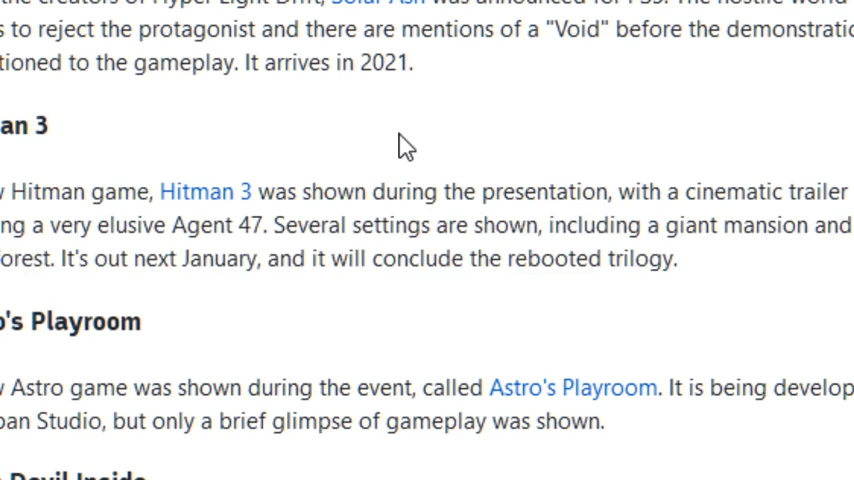 the creators of Hyper Light Drift, Solar Ash was announced for PS5. The hostile world
s to reject the protagonist and there are mentions of a "Void" before the demonstratio
tioned to the gameplay. It arrives in 2021.
an 3
w Hitman game, Hitman 3 was shown during the presentation, with a cinematic trailer
ng a very elusive Agent 47. Several settings are shown, including a giant mansion and
orest. It's out next January, and it will conclude the rebooted trilogy.
o's Playroom
w Astro game was shown during the event, called Astro's Playroom. It is being develop
pan Studio, but only a brief glimpse of gameplay was shown.
Devil Inside